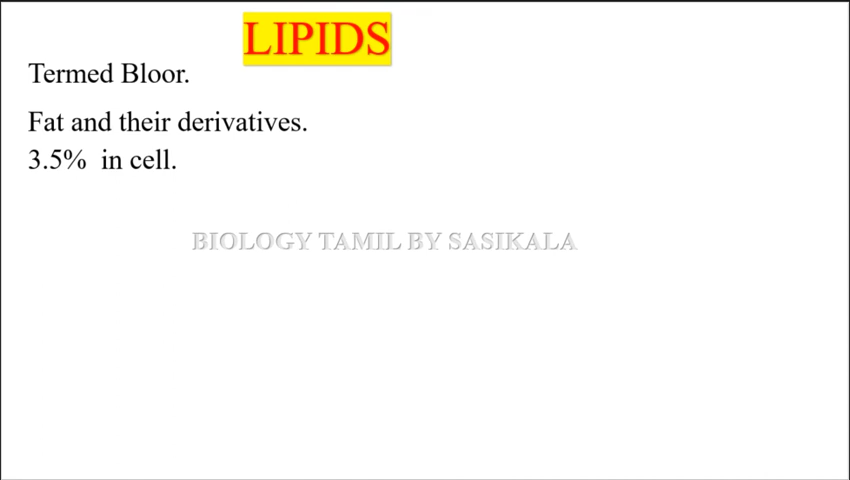 LIPIDS
Termed Bloor.
Fat and their derivatives.
3.5%  in cell.
BIOLOGY TAMIL BY SASIKALA